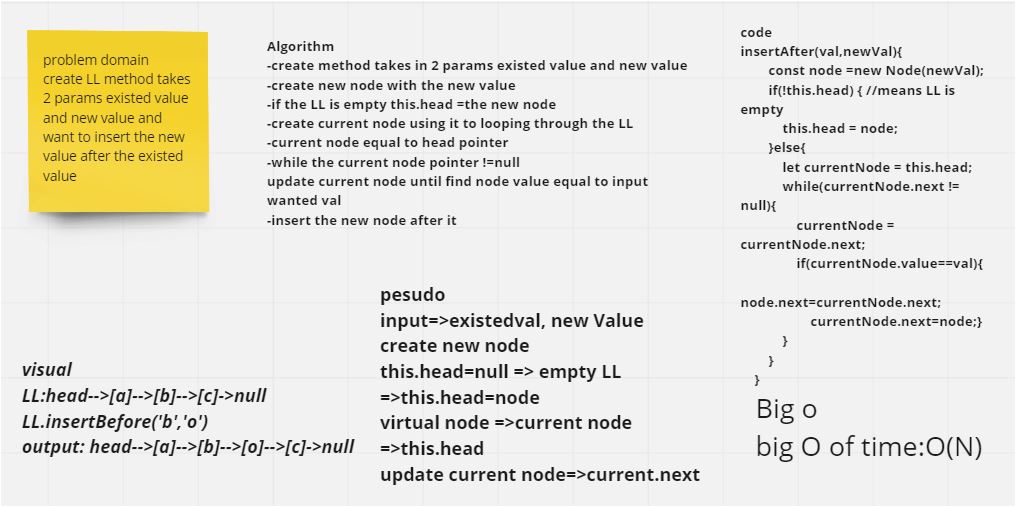 problem domain
create LL method takes
2 params existed value
and new value and
want to insert the new
value after the existed
value
Algorithm
-create method takes in 2 params existed value and new value
-create new node with the new value
-if the LL is empty this.head =the new node
-create current node using it to looping through the LL
-current node equal to head pointer
-while the current node pointer !=null
update current node until find node value equal to input
wanted val
-insert the new node after it
code
insertAfter(val,newVal){
const node =new Node(newVal);
if(!this.head) { //means LL is
empty
this.head = node;
}else{
let currentNode = this.head;
while(currentNode.next !=
null){
currentNode =
currentNode.next;
if(currentNode.value==val){
node.next=currentNode.next;
currentNode.next=node;}
}
}
}
pesudo
input=>existedval, new Value
create new node
this.head=null => empty LL
=>this.head=node
virtual node =>current node
=>this.head
update current node=>current.next
visual
LL:head-->[a]-->[b]-->[c]->null
LL.insertBefore('b','o')
output: head-->[a]-->[b]-->[o]-->[c]->null
Big o
big O of time:O(N)